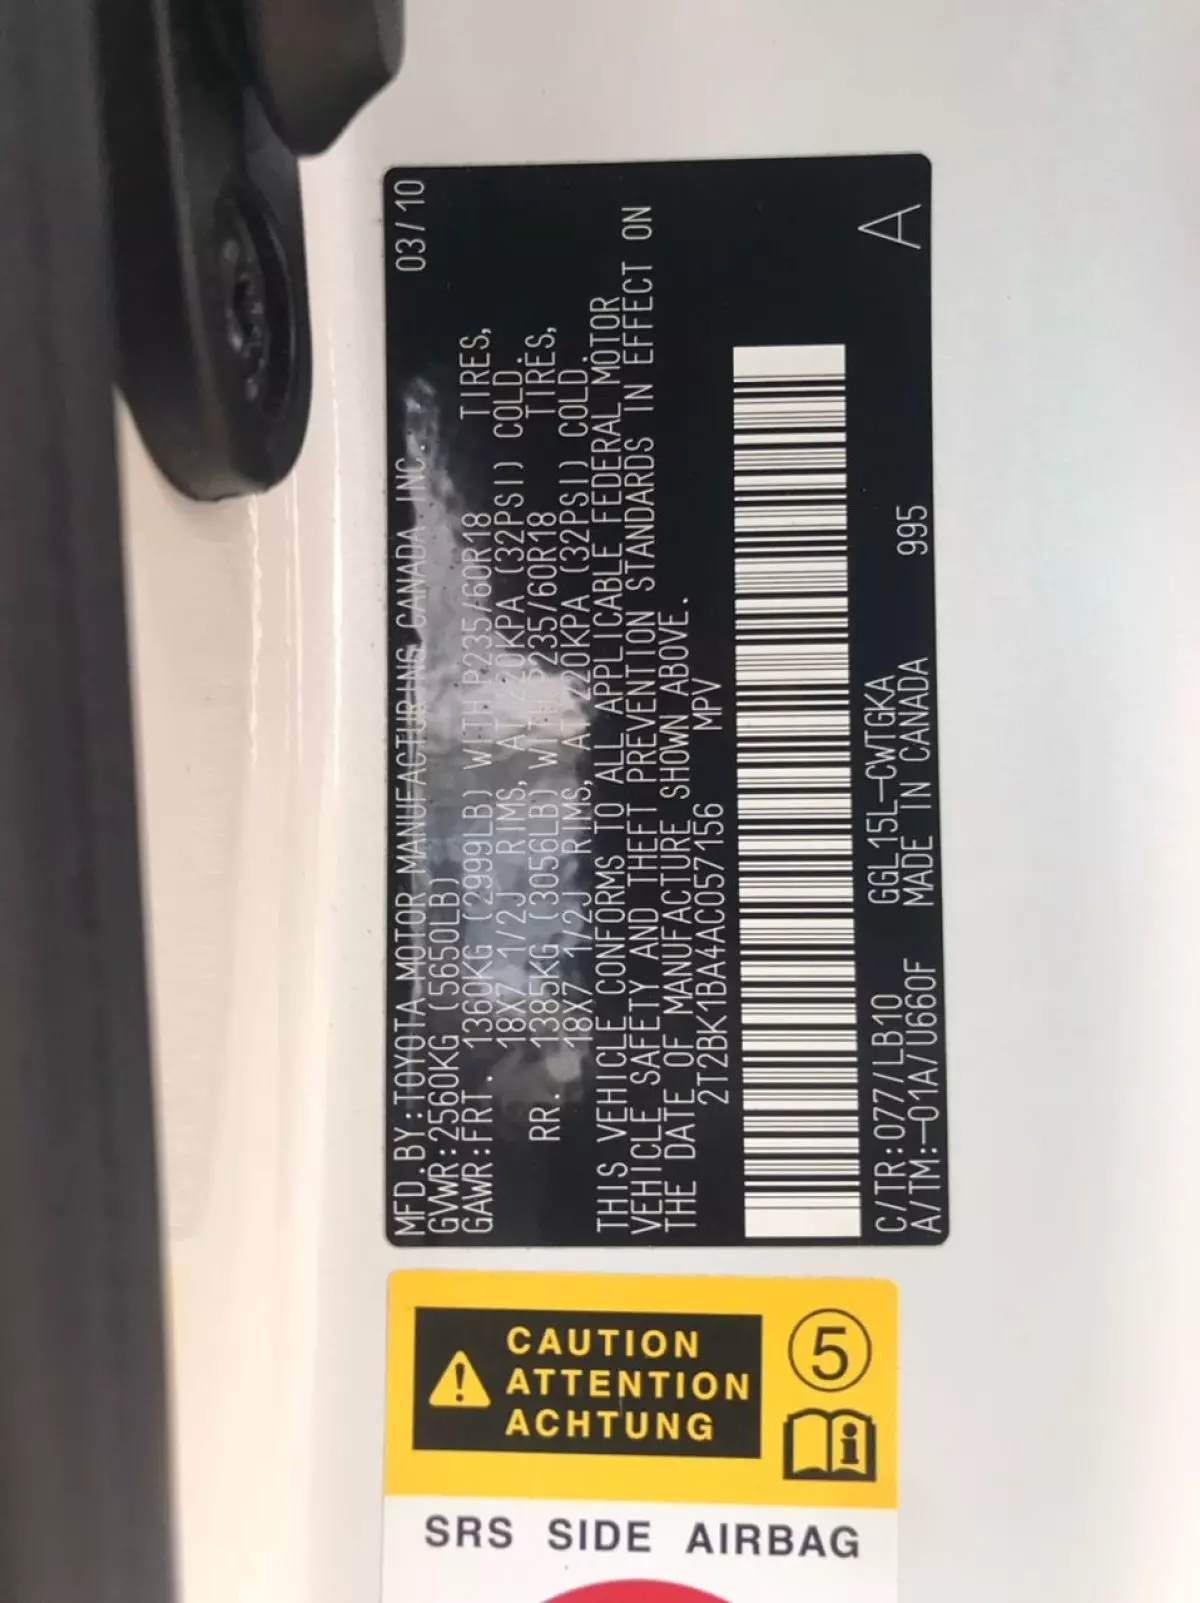 MFD.BY:TOYOTA MOTOR MANUFACTURING CANADA INC. 03/10
GVWR:2560KG (5650LB)
GAWR:FRT. 1360KG (2999LB) WITH P235/60R18 TIRES,
18X7 1/2J RIMS, AT 220KPA (32PSI) COLD.
RR. 1385KG (3056LB) WITH P235/60R18 TIRES,
18X7 1/2J RIMS, AT 220KPA (32PSI) COLD.
THIS VEHICLE CONFORMS TO ALL APPLICABLE FEDERAL MOTOR
VEHICLE SAFETY AND THEFT PREVENTION STANDARDS IN EFFECT ON
THE DATE OF MANUFACTURE SHOWN ABOVE.
2T2BK1BA4AC057156 MPV
C/TR:077/LB10 GGL15L-CWTGKA
A/TM:-01A/U660F MADE IN CANADA 995 A
CAUTION
ATTENTION
ACHTUNG
5
SRS SIDE AIRBAG